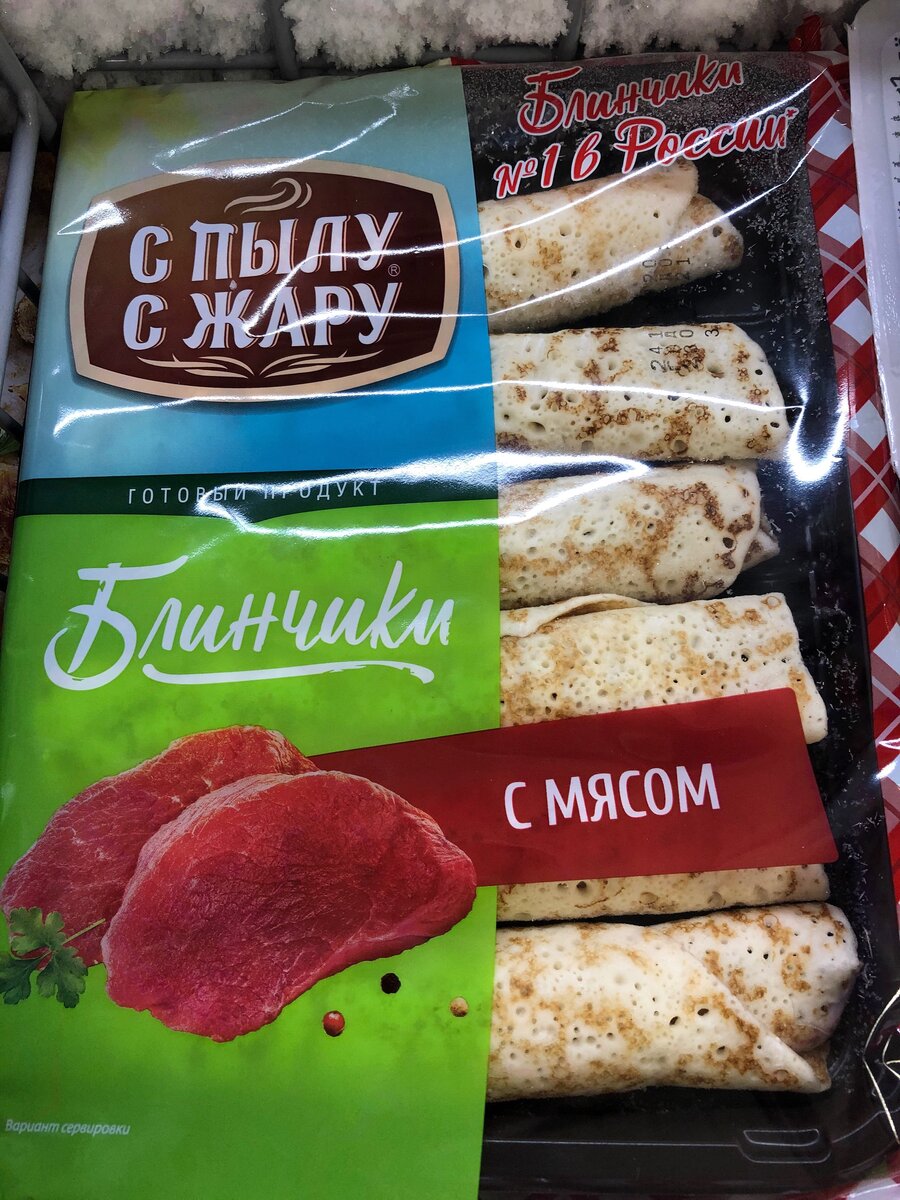 Блинчики
№1 в России*
С ПЫЛУ
С ЖАРУ®
ГОТОВЫЙ ПРОДУКТ
Блинчики
С МЯСОМ
Вариант сервировки